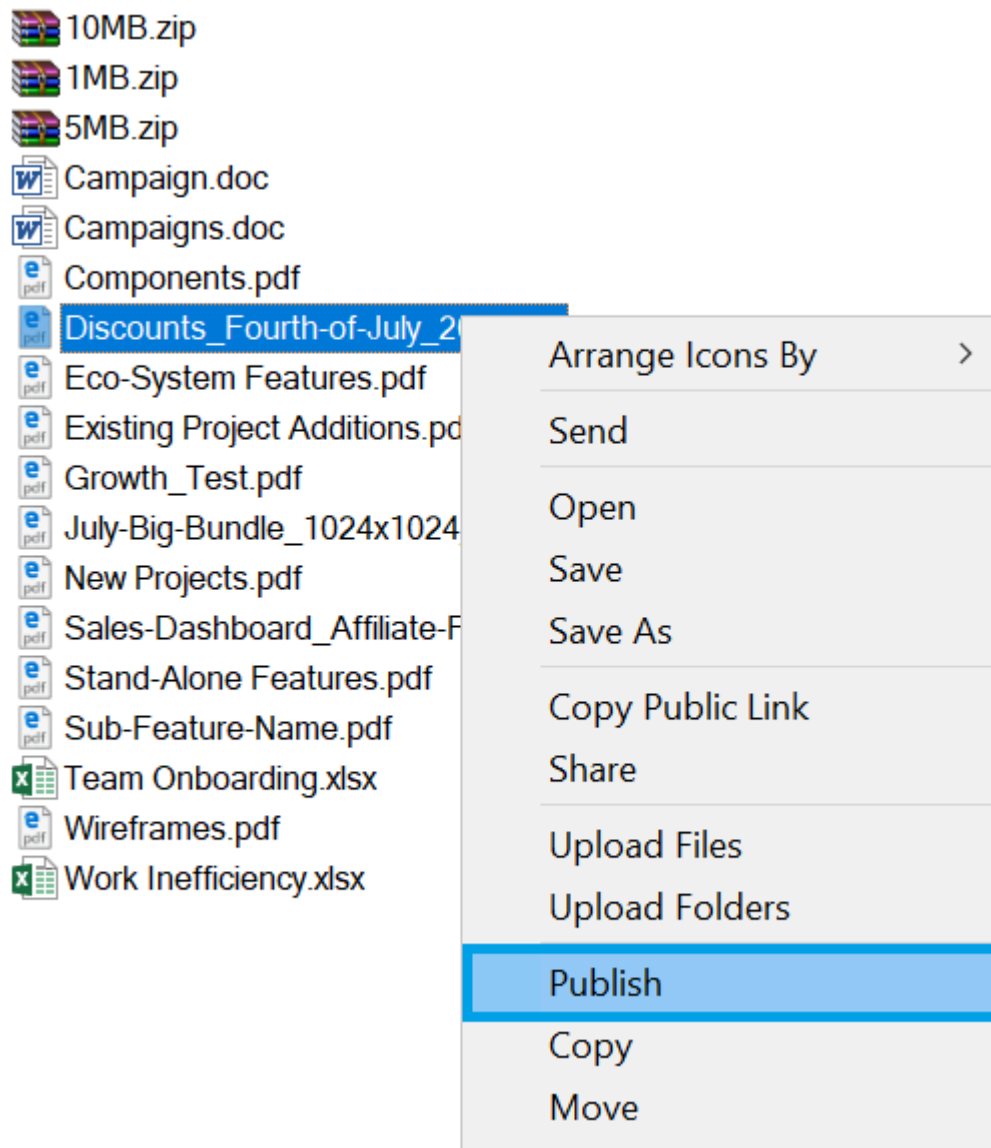 10MB.zip
1MB.zip
5MB.zip
Campaign.doc
Campaigns.doc
Components.pdf
Discounts_Fourth-of-July_2
Eco-System Features.pdf
Existing Project Additions.pd
Growth_Test.pdf
July-Big-Bundle_1024x1024
New Projects.pdf
Sales-Dashboard_Affiliate-
Stand-Alone Features.pdf
Sub-Feature-Name.pdf
Team Onboarding.xlsx
Wireframes.pdf
Work Inefficiency.xlsx
Arrange Icons By
Send
Open
Save
Save As
Copy Public Link
Share
Upload Files
Upload Folders
Publish
Copy
Move